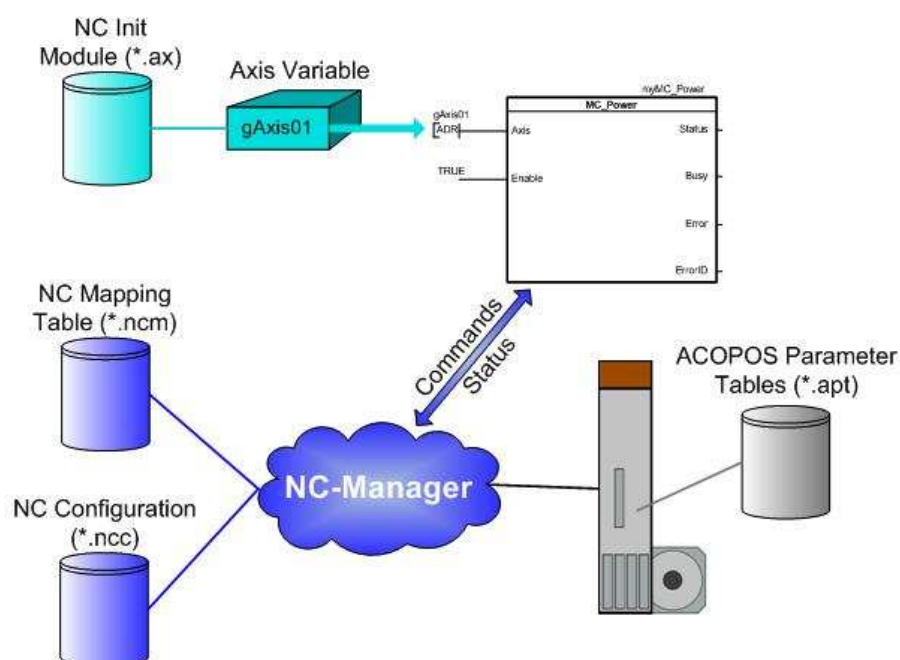 NC Init
Module (*.ax)
Axis Variable
gAxis01
myMC_Power
MC_Power
gAxis01
[ADR]
Axis
Status
TRUE
Enable
Busy
Error
ErrorID
NC Mapping
Table (*.ncm)
Commands
Status
ACOPOS Parameter
Tables (*.apt)
NC-Manager
NC Configuration
(*.ncc)